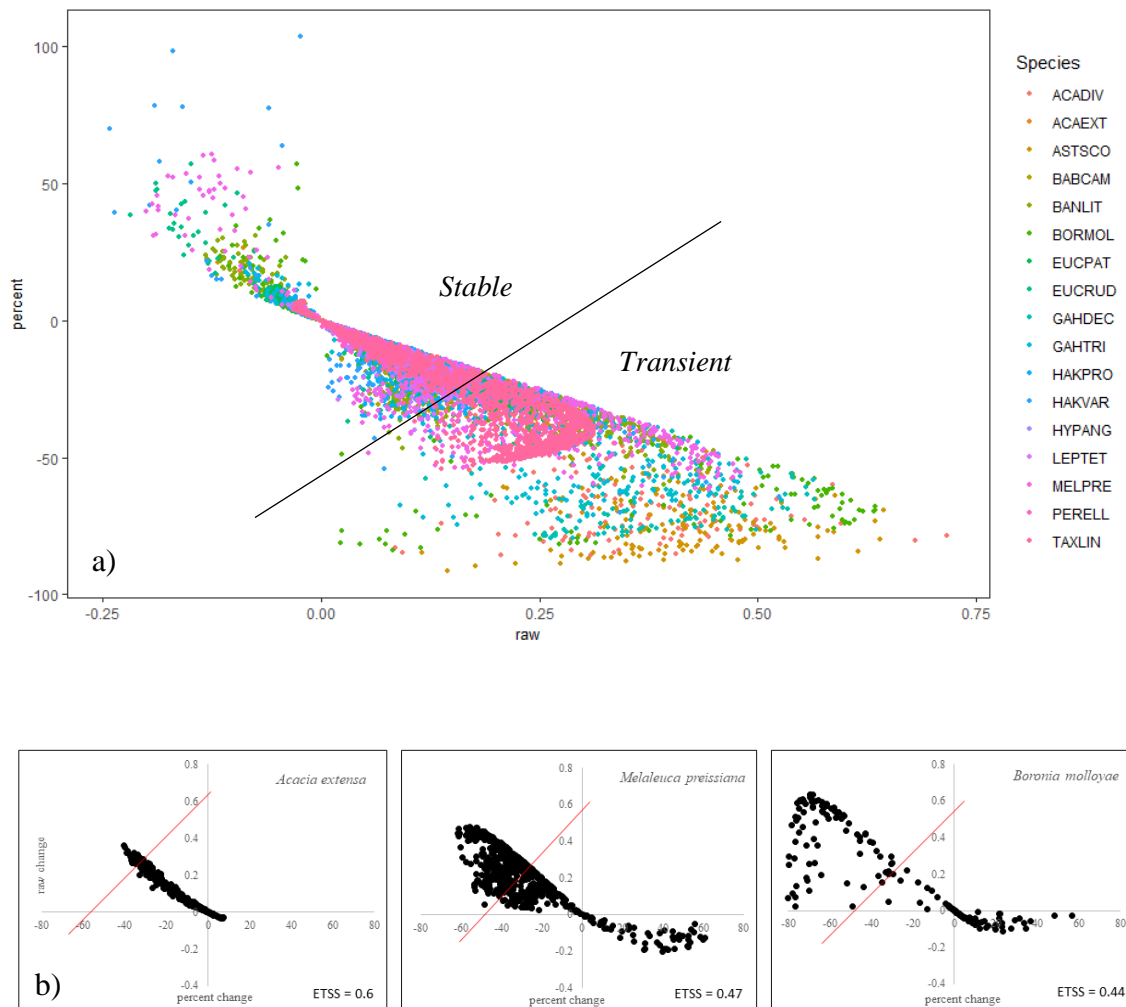 100
50
0
-50
-100
percent
-0.25 0.00 0.25 0.50 0.75
raw
Stable
Transient
a)
Species
ACADIV
ACAEXT
ASTSCO
BABCAM
BANLIT
BORMOL
EUCPAT
EUCRUD
GAHDEC
GAHTRI
HAKPRO
HAKVAR
HYPANG
LEPTET
MELPRE
PERELL
TAXLIN
b)
Acacia extensa
raw change
0.8
0.6
0.4
0.2
0
-0.2
-0.4
-80 -60 -40 -20 0 20 40 60 80
percent change
ETSS = 0.6
Melaleuca preissiana
0.8
0.6
0.4
0.2
0.0
-0.2
-0.4
-80 -60 -40 -20 0 20 40 60 80
percent change
ETSS = 0.47
Boronia molloyae
0.8
0.6
0.4
0.2
-0.2
-0.4
-80 -60 -40 -20 0 20 40 60 80
percent change
ETSS = 0.44